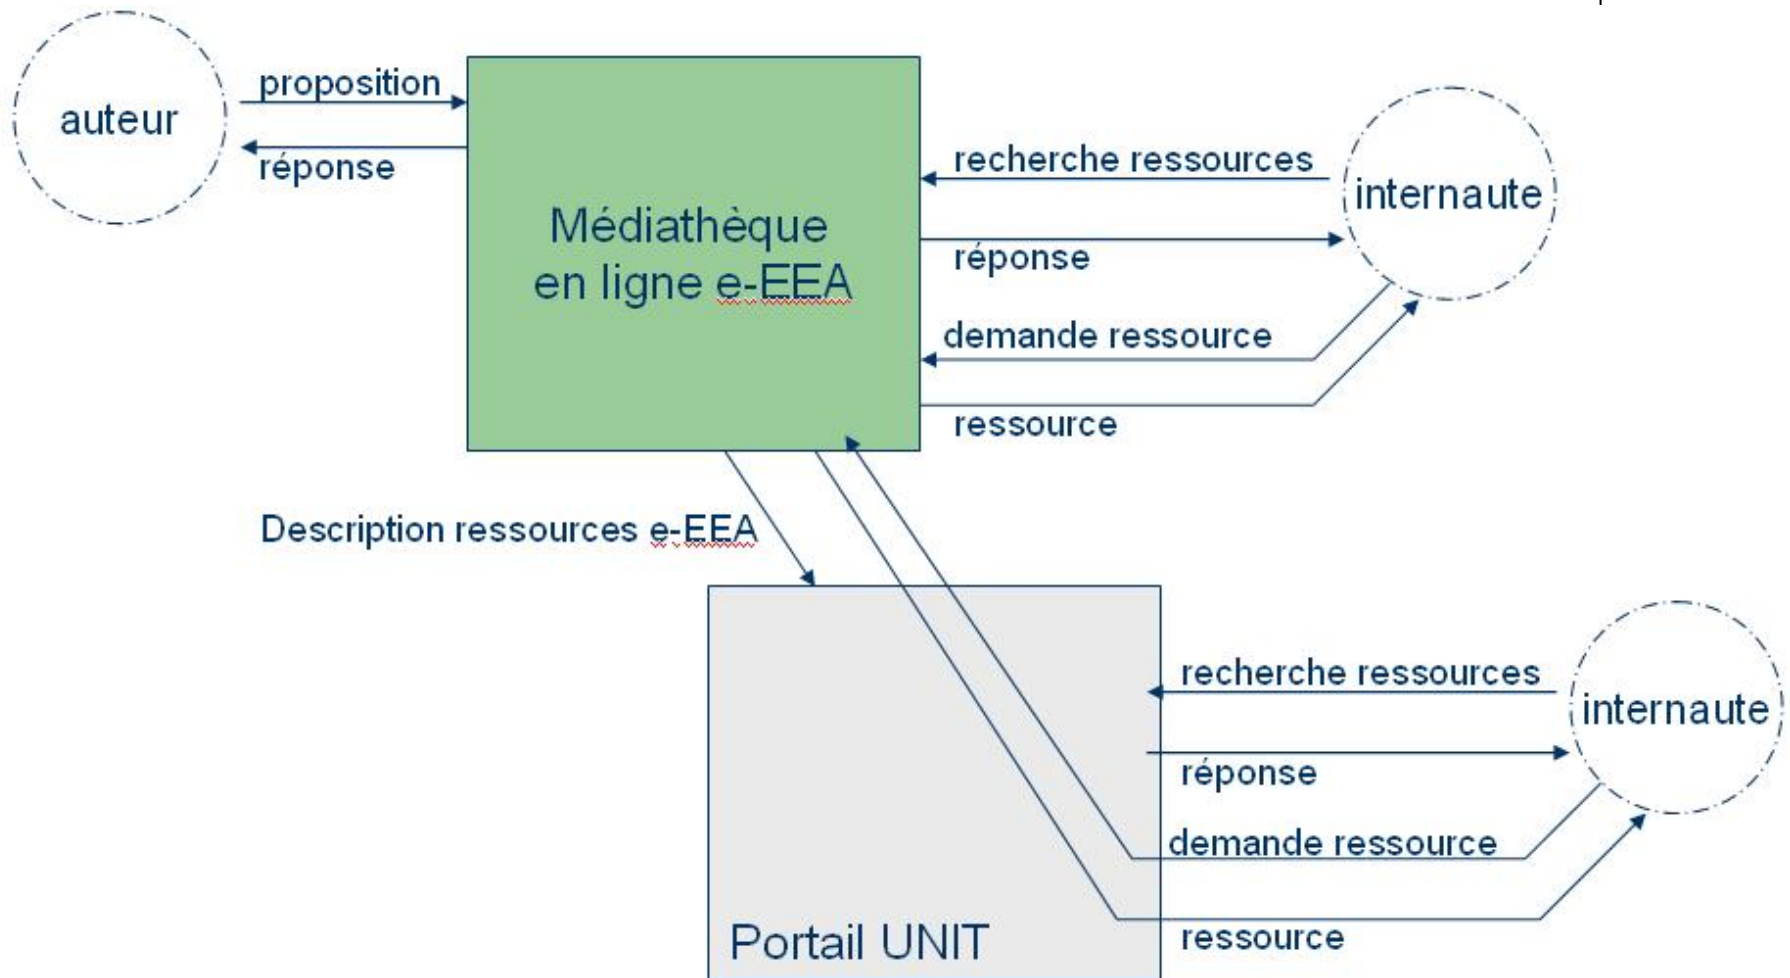 proposition
auteur
réponse
Médiathèque
en ligne e-EEA
recherche ressources
internaute
réponse
demande ressource
ressource
Description ressources e-EEA
recherche ressources
internaute
réponse
demande ressource
ressource
Portail UNIT